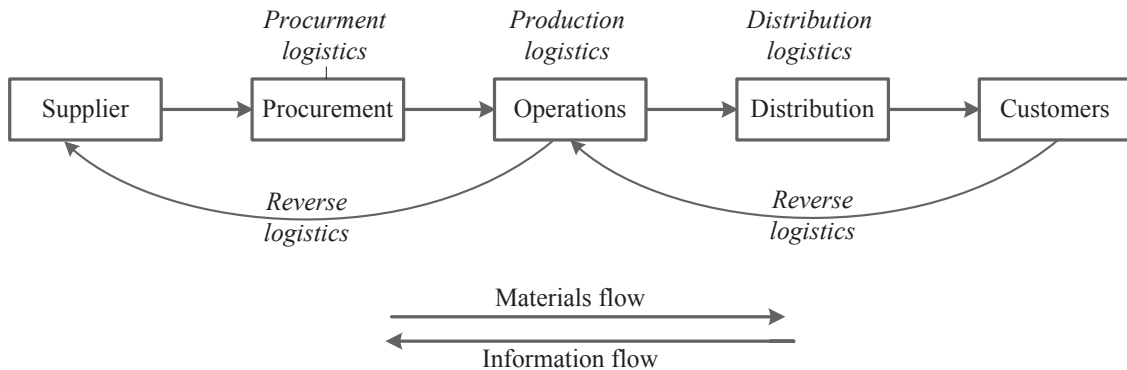 Procurment
logistics
Production
logistics
Distribution
logistics
Supplier
Procurement
Operations
Distribution
Customers
Reverse
logistics
Reverse
logistics
Materials flow
Information flow